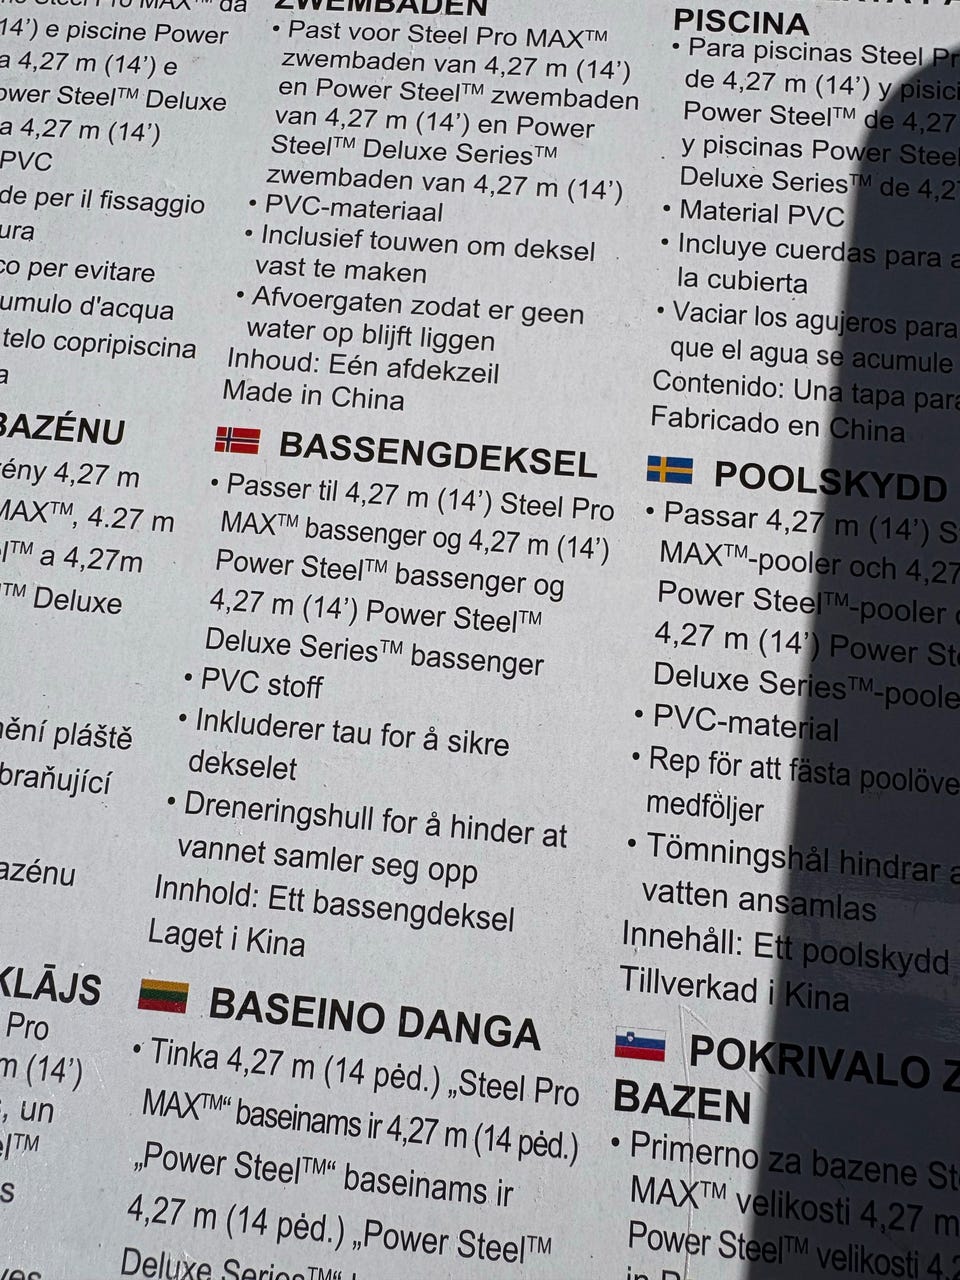 14') e piscine Power
a 4,27 m (14') e
ower Steel™ Deluxe
a 4,27 m (14')
PVC
de per il fissaggio
ura
co per evitare
umulo d'acqua
telo copripiscina
a
BAZÉNU
ény 4,27 m
MAX™, 4.27 m
l™ a 4,27m
™ Deluxe
nění pláště
braňující
azénu
KLĀJS
Pro
m (14')
, un
el™
s
ZWEMBADEN
• Past voor Steel Pro MAX™
zwembaden van 4,27 m (14')
en Power Steel™ zwembaden
van 4,27 m (14') en Power
Steel™ Deluxe Series™
zwembaden van 4,27 m (14')
• PVC-materiaal
• Inclusief touwen om deksel
vast te maken
• Afvoergaten zodat er geen
water op blijft liggen
Inhoud: Eén afdekzeil
Made in China
BASSENGDEKSEL
• Passer til 4,27 m (14') Steel Pro
MAX™ bassenger og 4,27 m (14')
Power Steel™ bassenger og
4,27 m (14') Power Steel™
Deluxe Series™ bassenger
• PVC stoff
• Inkluderer tau for å sikre
dekselet
• Dreneringshull for å hinder at
vannet samler seg opp
Innhold: Ett bassengdeksel
Laget i Kina
BASEINO DANGA
• Tinka 4,27 m (14 pėd.) „Steel Pro
MAX™“ baseinams ir 4,27 m (14 pėd.)
„Power Steel™“ baseinams ir
4,27 m (14 pėd.) „Power Steel™
Deluxe Series™“
PISCINA
• Para piscinas Steel Pr
de 4,27 m (14') y pisici
Power Steel™ de 4,27
y piscinas Power Steel
Deluxe Series™ de 4,2
• Material PVC
• Incluye cuerdas para a
la cubierta
• Vaciar los agujeros para
que el agua se acumule
Contenido: Una tapa para
Fabricado en China
POOLSKYDD
• Passar 4,27 m (14') S
MAX™-pooler och 4,27
Power Steel™-pooler
4,27 m (14') Power Ste
Deluxe Series™-poole
• PVC-material
• Rep för att fästa poolöve
medföljer
• Tömningshål hindrar a
vatten ansamlas
Innehåll: Ett poolskydd
Tillverkad i Kina
POKRIVALO Z
BAZEN
• Primerno za bazene St
MAX™ velikosti 4,27 m
Power Steel™ velikosti 4,2